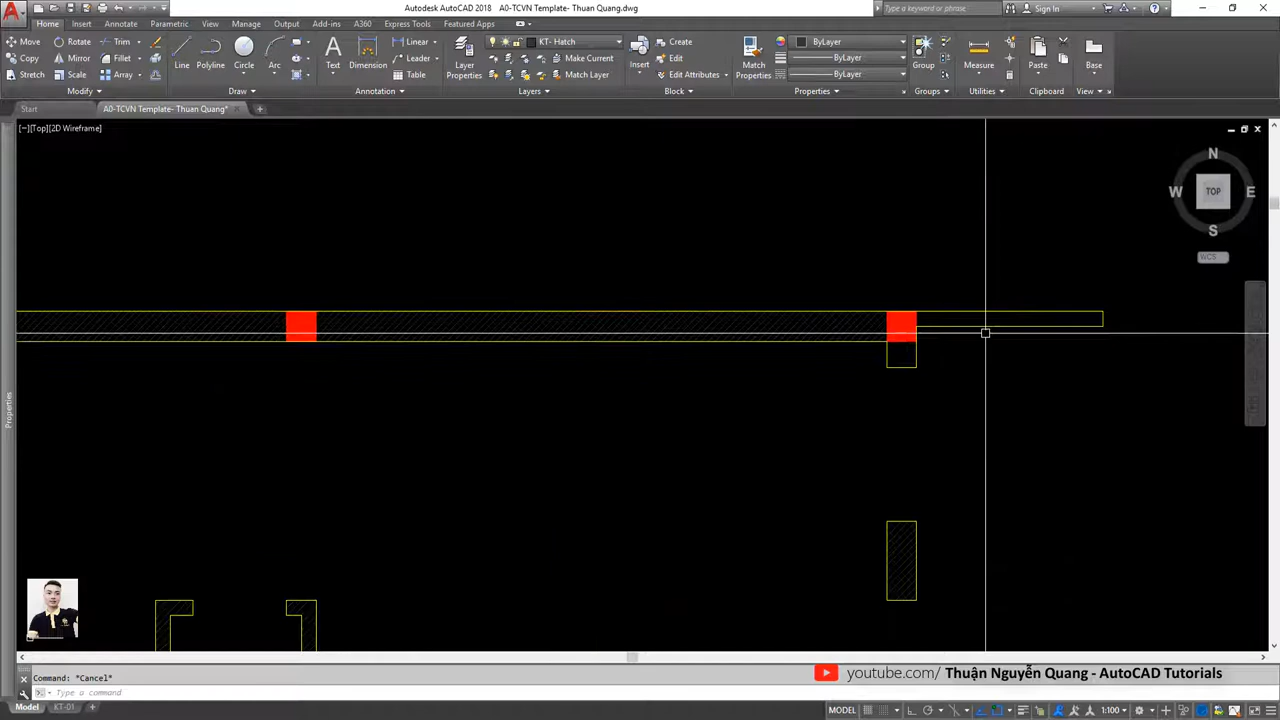 Autodesk AutoCAD 2018 A0-TCVN Template- Thuan Quang.dwg
Type a keyword or phrase
Sign In
Home Insert Annotate Parametric View Manage Output Add-ins A360 Express Tools Featured Apps
Move Rotate Trim
Copy Mirror Fillet
Stretch Scale Array
Modify
Line Polyline Circle Arc
Draw
Text Dimension
Linear
Leader
Table
Annotation
Layer Properties
KT- Hatch
Make Current
Match Layer
Layers
Insert
Create
Edit
Edit Attributes
Block
Match Properties
ByLayer
ByLayer
ByLayer
Properties
Group
Groups
Measure
Utilities
Paste
Clipboard
Base
View
Start A0-TCVN Template- Thuan Quang*
[−][Top][2D Wireframe]
N
W TOP E
S
WCS
Properties
Command: *Cancel*
Type a command
youtube.com/ Thuận Nguyễn Quang - AutoCAD Tutorials
Model KT-01
MODEL
1:100